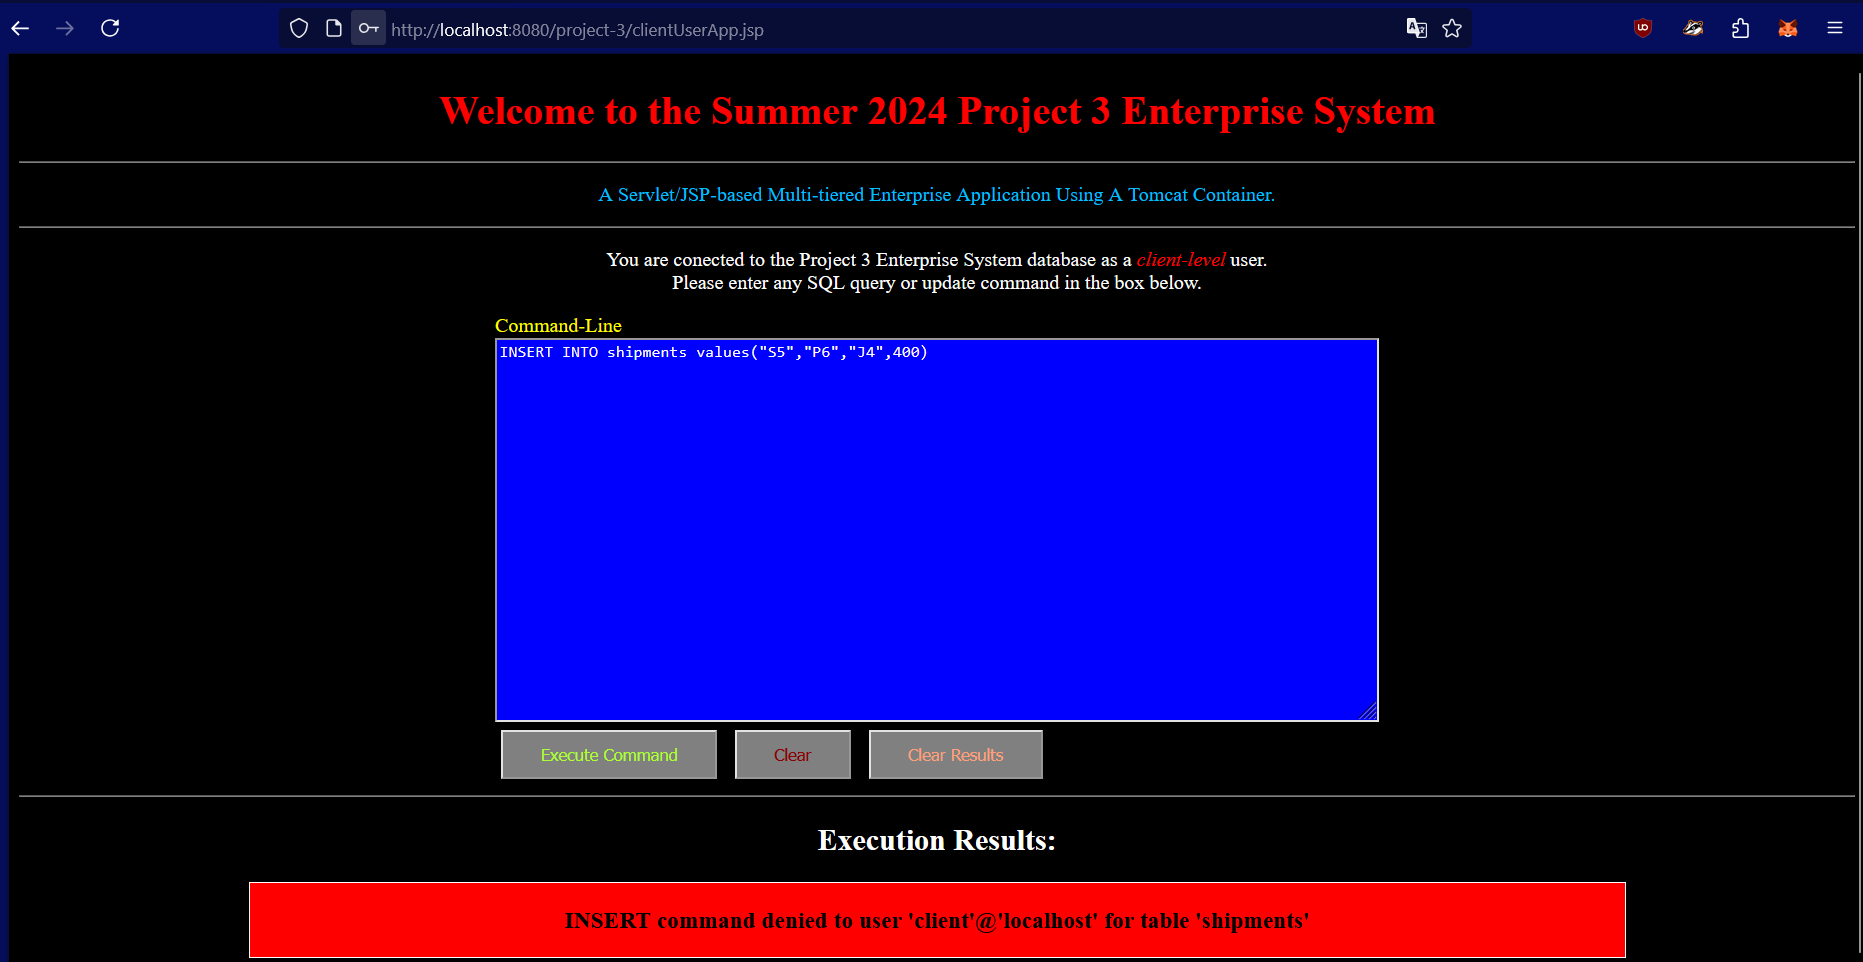 http://localhost:8080/project-3/clientUserApp.jsp
Welcome to the Summer 2024 Project 3 Enterprise System
A Servlet/JSP-based Multi-tiered Enterprise Application Using A Tomcat Container.
You are conected to the Project 3 Enterprise System database as a client-level user.
Please enter any SQL query or update command in the box below.
Command-Line
INSERT INTO shipments values("S5","P6","J4",400)
Execute Command Clear Clear Results
Execution Results:
INSERT command denied to user 'client'@'localhost' for table 'shipments'